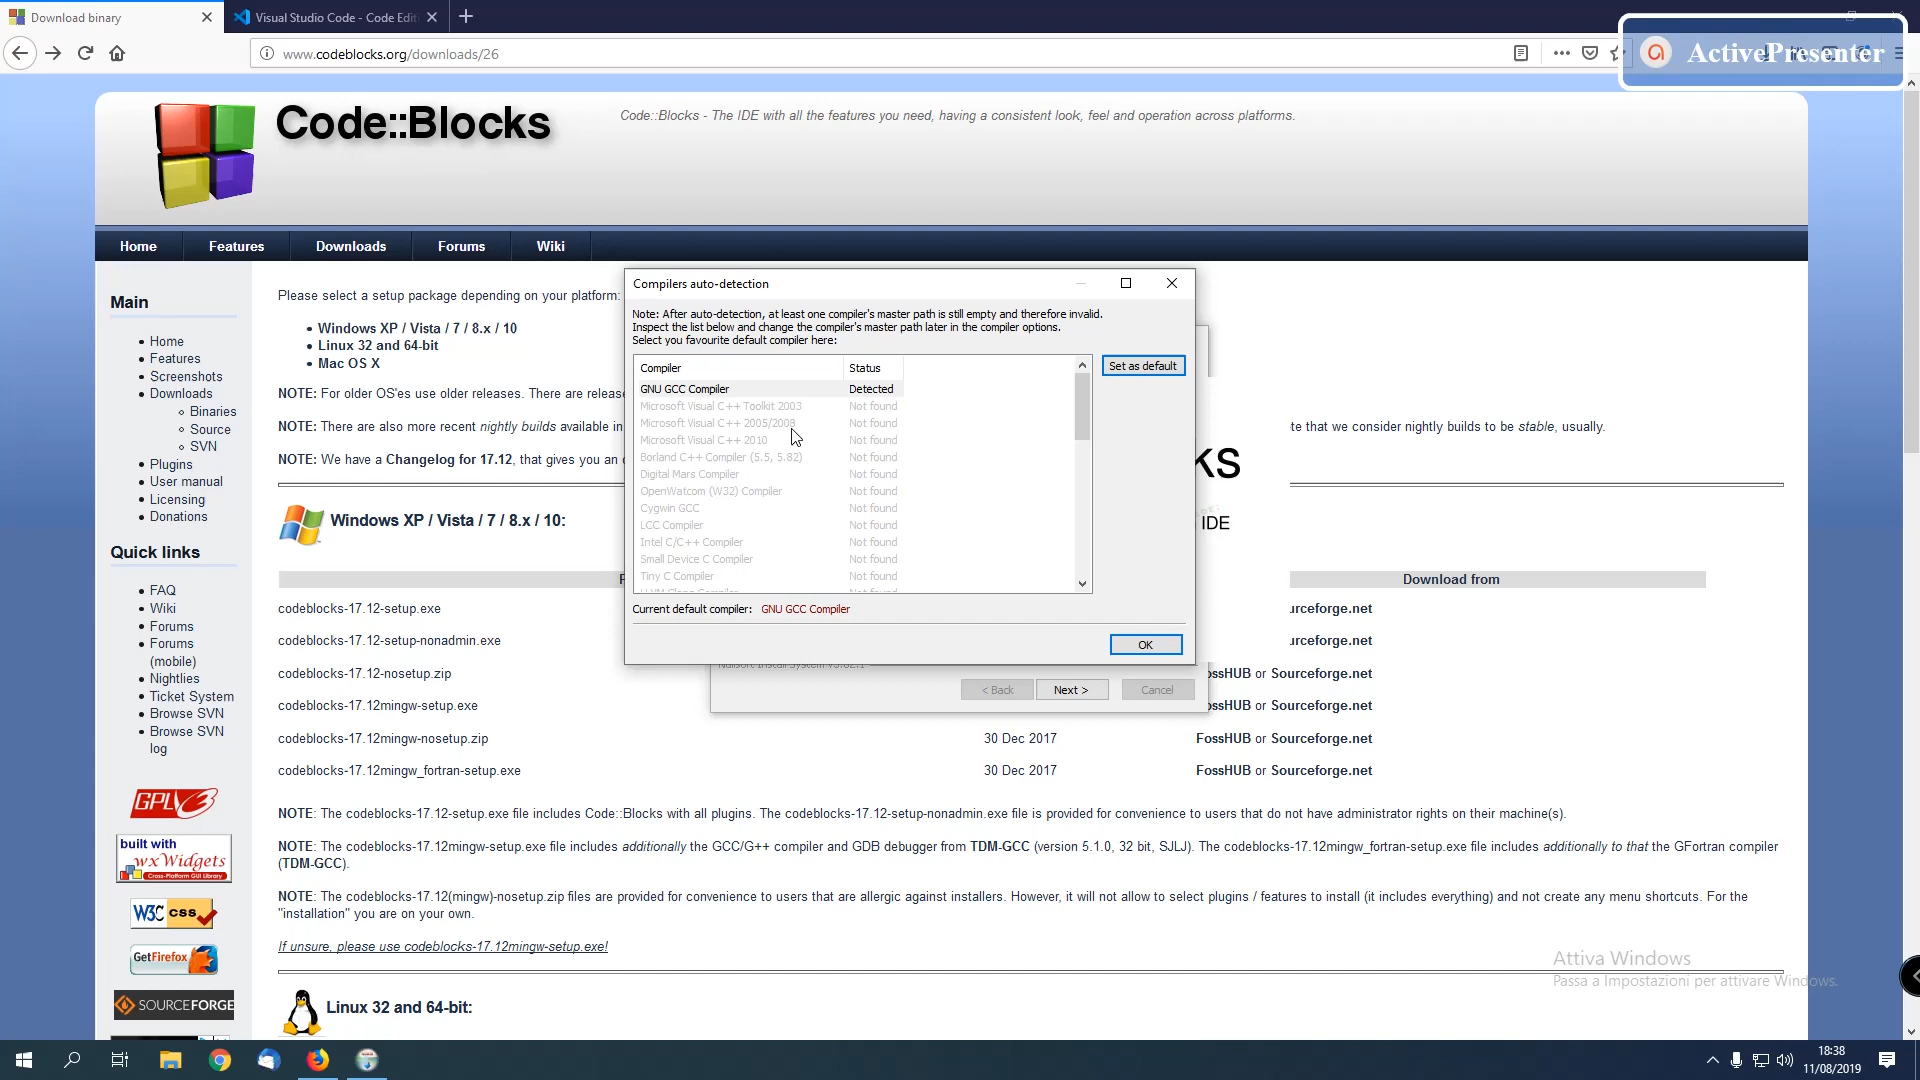 Download binary
Visual Studio Code - Code Edit
www.codeblocks.org/downloads/26
ActivePresenter
Code::Blocks
Code::Blocks - The IDE with all the features you need, having a consistent look, feel and operation across platforms.
Home
Features
Downloads
Forums
Wiki
Main
Home
Features
Screenshots
Downloads
Binaries
Source
SVN
Plugins
User manual
Licensing
Donations
Quick links
FAQ
Wiki
Forums
Forums
(mobile)
Nightlies
Ticket System
Browse SVN
Browse SVN
log
GPL 3
built with
wxWidgets
Cross-Platform GUI Library
W3C css
GetFirefox
SOURCEFORGE
Please select a setup package depending on your platform:
Windows XP / Vista / 7 / 8.x / 10
Linux 32 and 64-bit
Mac OS X
NOTE: For older OS'es use older releases. There are release
NOTE: There are also more recent nightly builds available in
te that we consider nightly builds to be stable, usually.
NOTE: We have a Changelog for 17.12, that gives you an
Windows XP / Vista / 7 / 8.x / 10:
Download from
codeblocks-17.12-setup.exe
urceforge.net
codeblocks-17.12-setup-nonadmin.exe
urceforge.net
codeblocks-17.12-nosetup.zip
ossHUB or Sourceforge.net
codeblocks-17.12mingw-setup.exe
ossHUB or Sourceforge.net
codeblocks-17.12mingw-nosetup.zip
30 Dec 2017
FossHUB or Sourceforge.net
codeblocks-17.12mingw_fortran-setup.exe
30 Dec 2017
FossHUB or Sourceforge.net
NOTE: The codeblocks-17.12-setup.exe file includes Code::Blocks with all plugins. The codeblocks-17.12-setup-nonadmin.exe file is provided for convenience to users that do not have administrator rights on their machine(s).
NOTE: The codeblocks-17.12mingw-setup.exe file includes additionally the GCC/G++ compiler and GDB debugger from TDM-GCC (version 5.1.0, 32 bit, SJLJ). The codeblocks-17.12mingw_fortran-setup.exe file includes additionally to that the GFortran compiler
(TDM-GCC).
NOTE: The codeblocks-17.12(mingw)-nosetup.zip files are provided for convenience to users that are allergic against installers. However, it will not allow to select plugins / features to install (it includes everything) and not create any menu shortcuts. For the
"installation" you are on your own.
If unsure, please use codeblocks-17.12mingw-setup.exe!
Linux 32 and 64-bit:
Compilers auto-detection
Note: After auto-detection, at least one compiler's master path is still empty and therefore invalid.
Inspect the list below and change the compiler's master path later in the compiler options.
Select you favourite default compiler here:
Compiler Status
GNU GCC Compiler Detected
Microsoft Visual C++ Toolkit 2003 Not found
Microsoft Visual C++ 2005/2008 Not found
Microsoft Visual C++ 2010 Not found
Borland C++ Compiler (5.5, 5.82) Not found
Digital Mars Compiler Not found
OpenWatcom (W32) Compiler Not found
Cygwin GCC Not found
LCC Compiler Not found
Intel C/C++ Compiler Not found
Small Device C Compiler Not found
Tiny C Compiler Not found
Set as default
Current default compiler: GNU GCC Compiler
OK
KS
IDE
< Back
Next >
Cancel
Attiva Windows
Passa a Impostazioni per attivare Windows.
18:38
11/08/2019